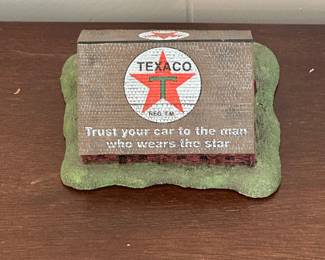 TEXACO
T
REG. T.M.
Trust your car to the man
who wears the star